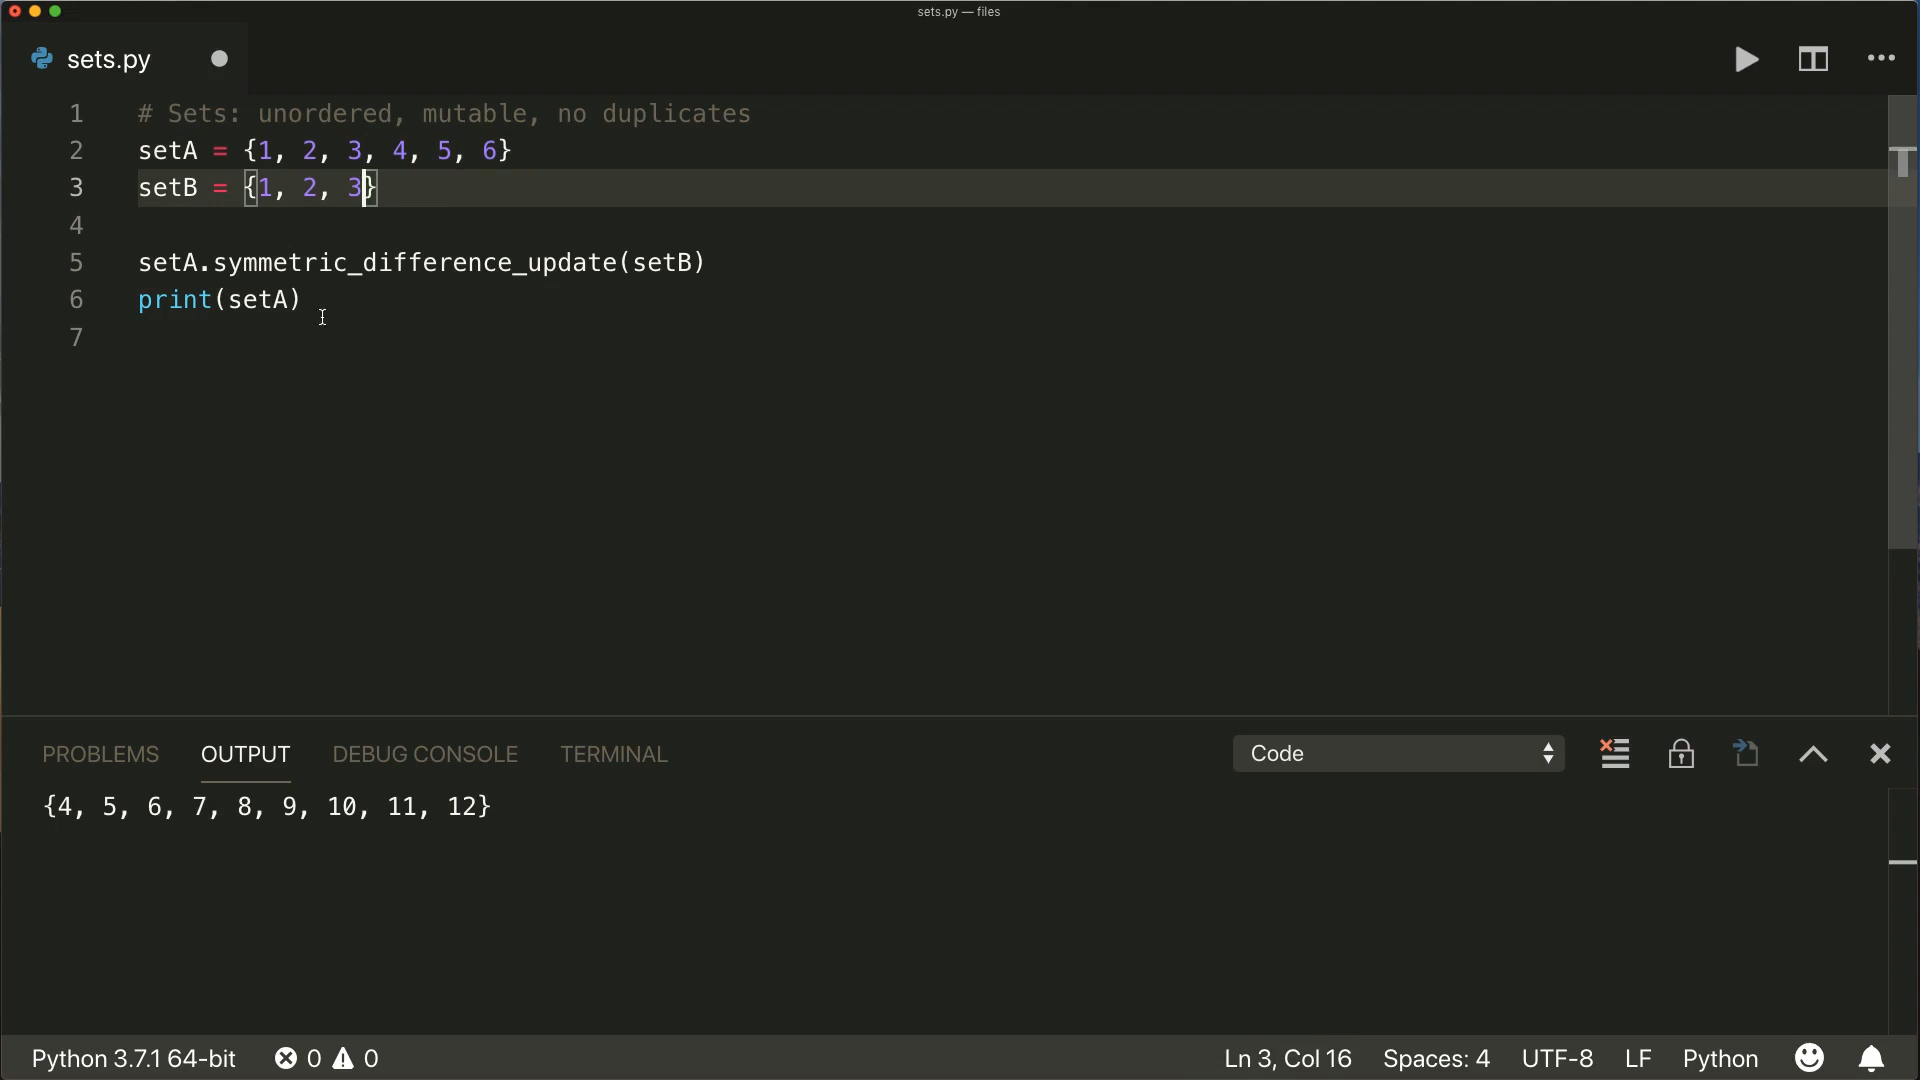 sets.py — files
sets.py
1 # Sets: unordered, mutable, no duplicates
2 setA = {1, 2, 3, 4, 5, 6}
3 setB = {1, 2, 3}
4
5 setA.symmetric_difference_update(setB)
6 print(setA)
7
PROBLEMS OUTPUT DEBUG CONSOLE TERMINAL Code
{4, 5, 6, 7, 8, 9, 10, 11, 12}
Python 3.7.1 64-bit 0 0 Ln 3, Col 16 Spaces: 4 UTF-8 LF Python